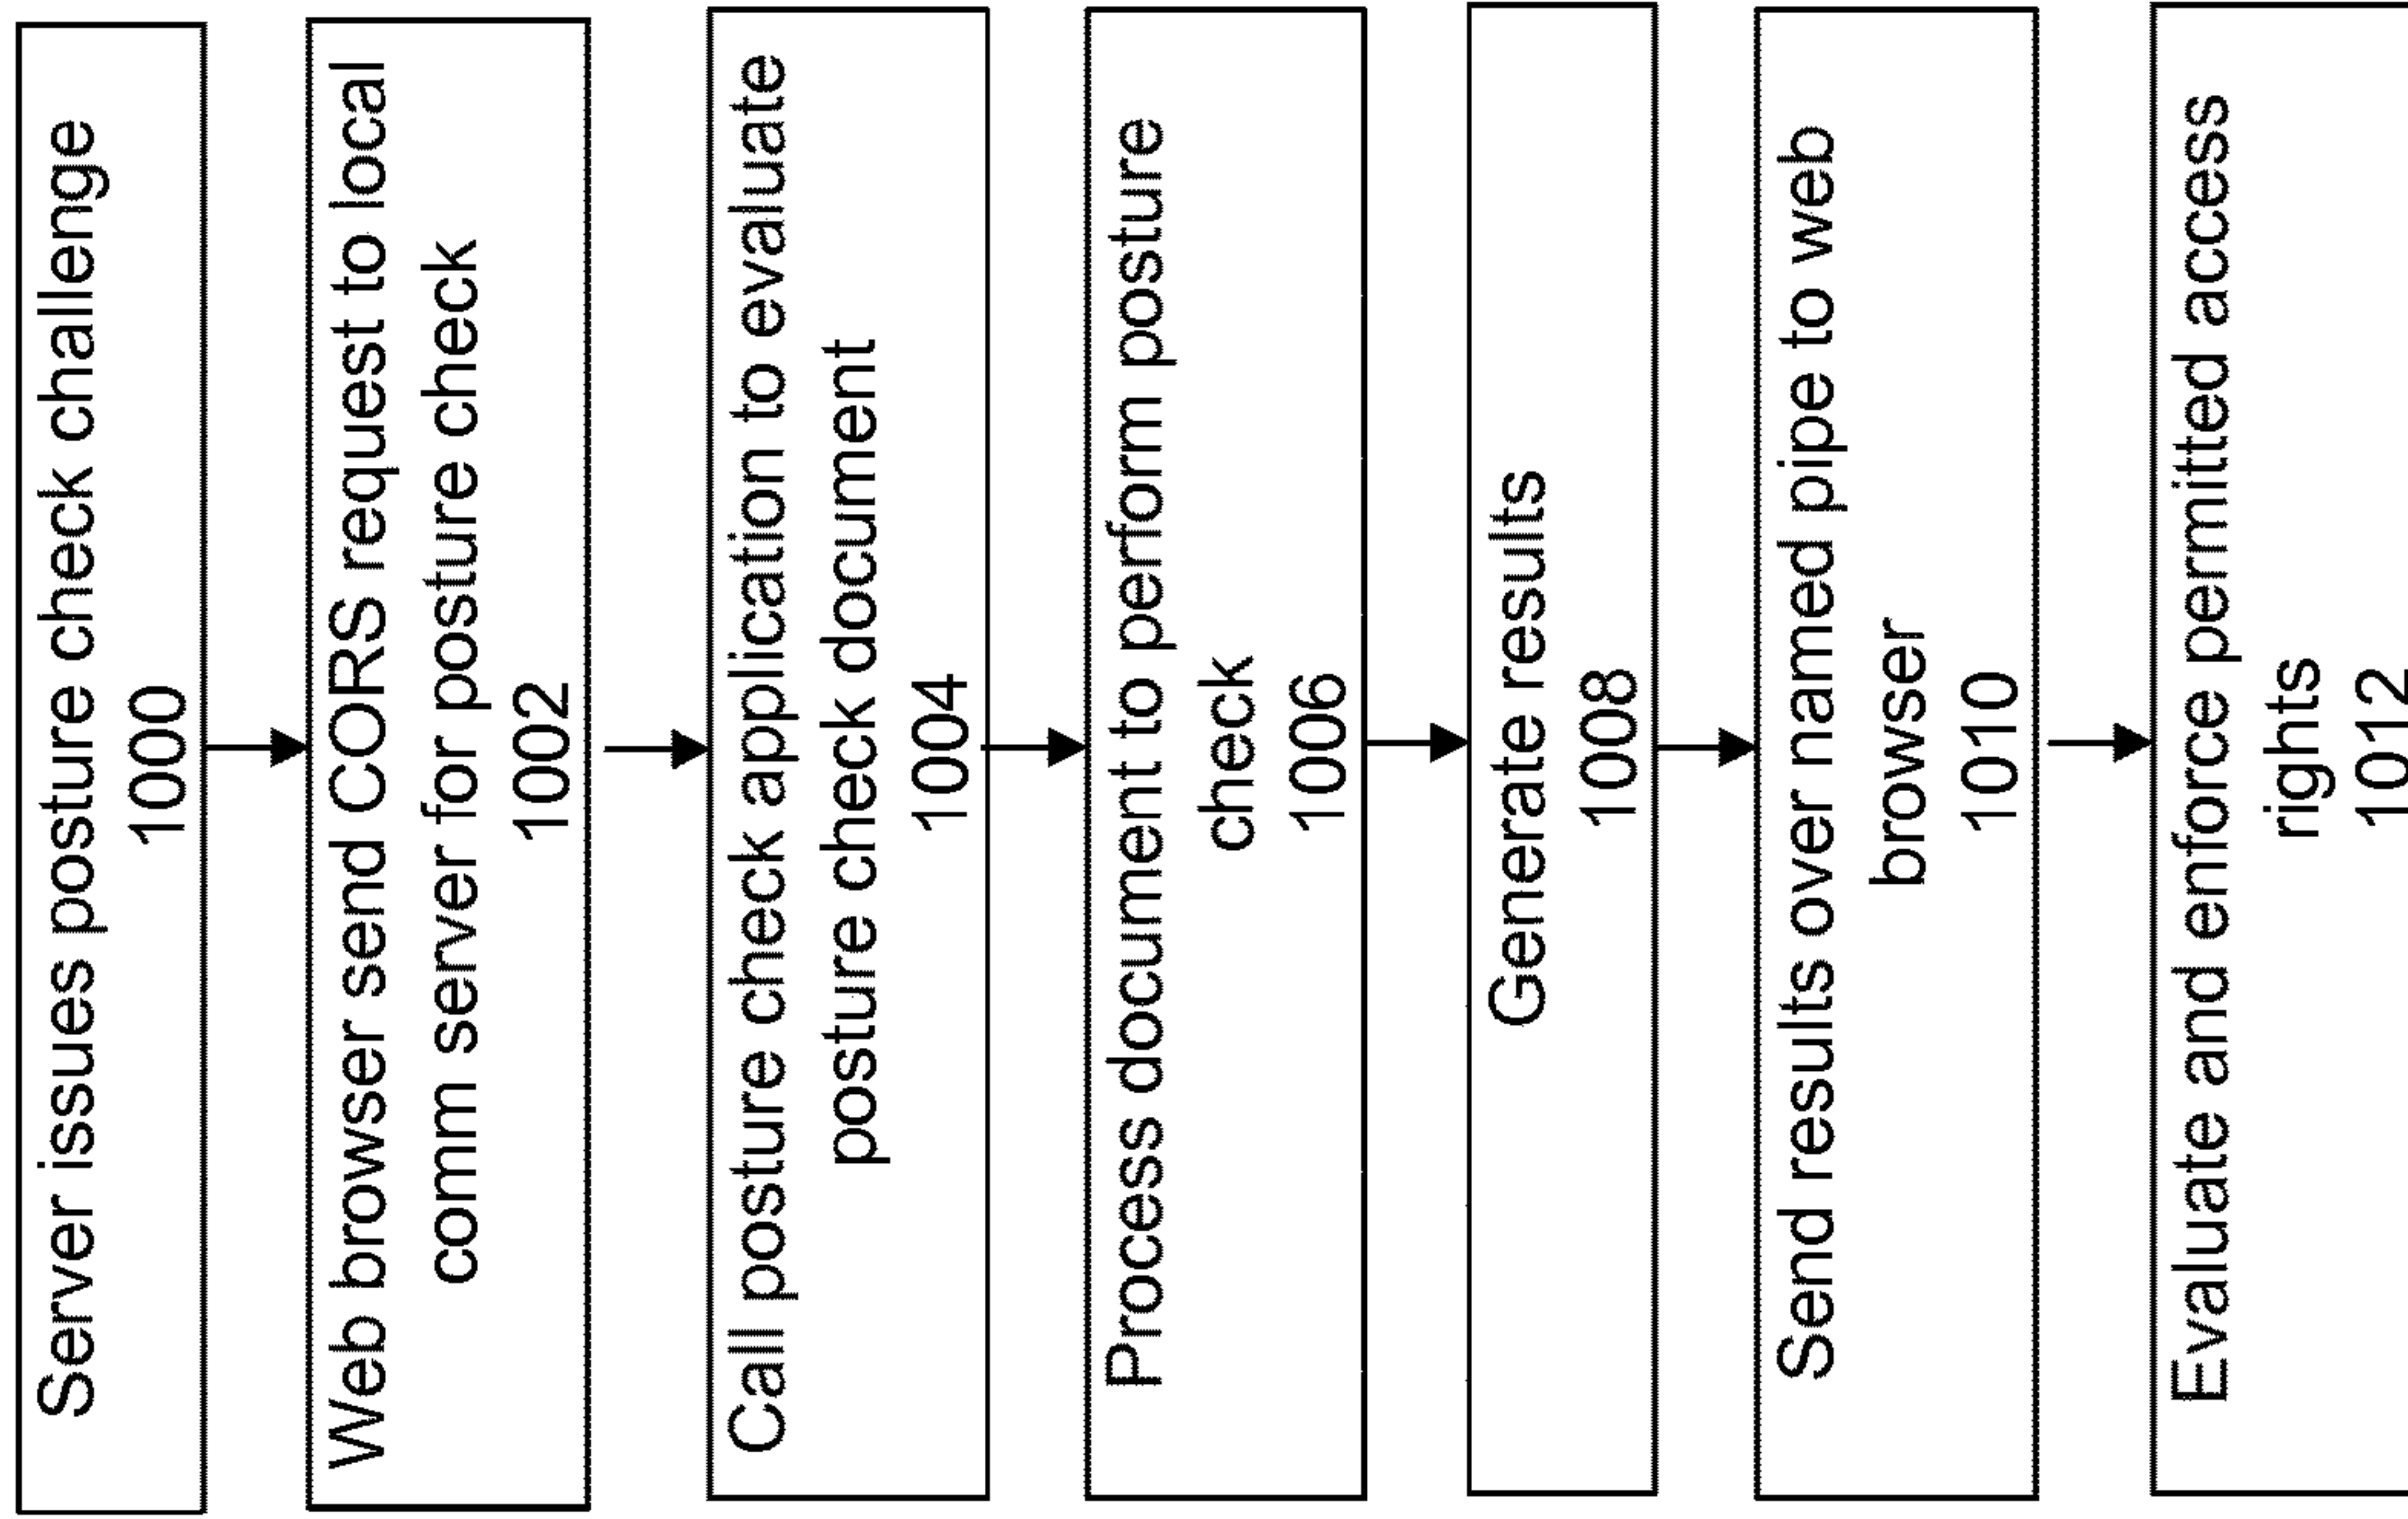 Server issues posture check challenge
1000
Web browser send CORS request to local
comm server for posture check
1002
Call posture check application to evaluate
posture check document
1004
Process document to perform posture
check
1006
Generate results
1008
Send results over named pipe to web
browser
1010
Evaluate and enforce permitted access
rights
1012